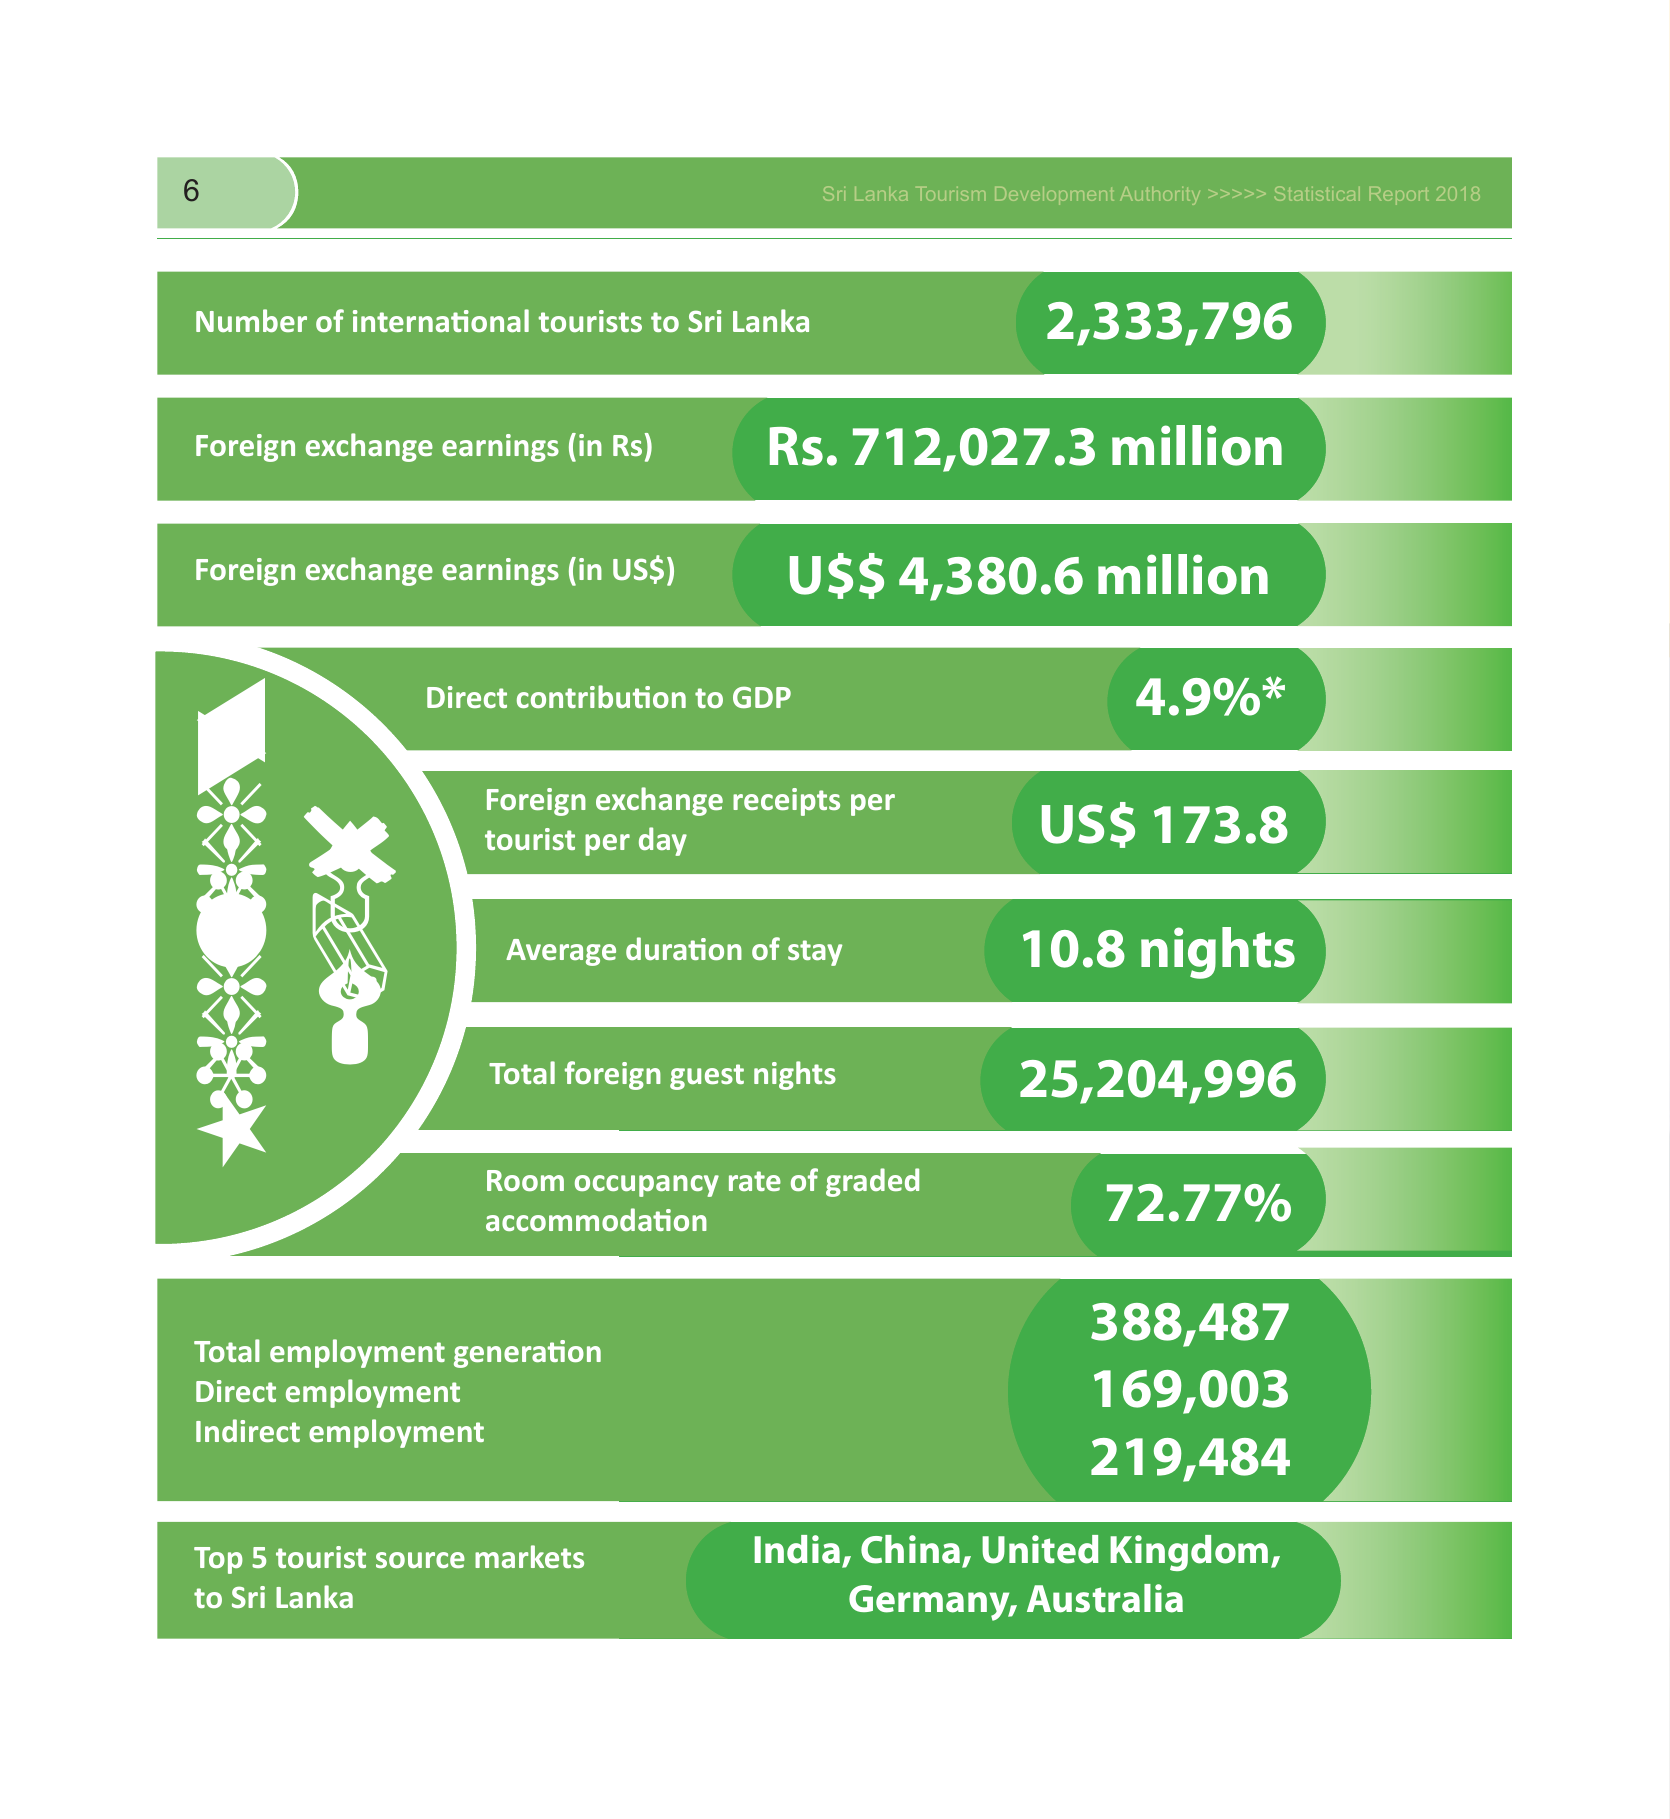 6
Sri Lanka Tourism Development Authority >>>>> Statistical Report 2018
Number of international tourists to Sri Lanka
2,333,796
Foreign exchange earnings (in Rs)
Rs. 712,027.3 million
Foreign exchange earnings (in US$)
U$$ 4,380.6 million
Direct contribution to GDP
4.9%*
Foreign exchange receipts per
tourist per day
US$ 173.8
Average duration of stay
10.8 nights
Total foreign guest nights
25,204,996
Room occupancy rate of graded
accommodation
72.77%
Total employment generation
388,487
Direct employment
169,003
Indirect employment
219,484
Top 5 tourist source markets
to Sri Lanka
India, China, United Kingdom,
Germany, Australia